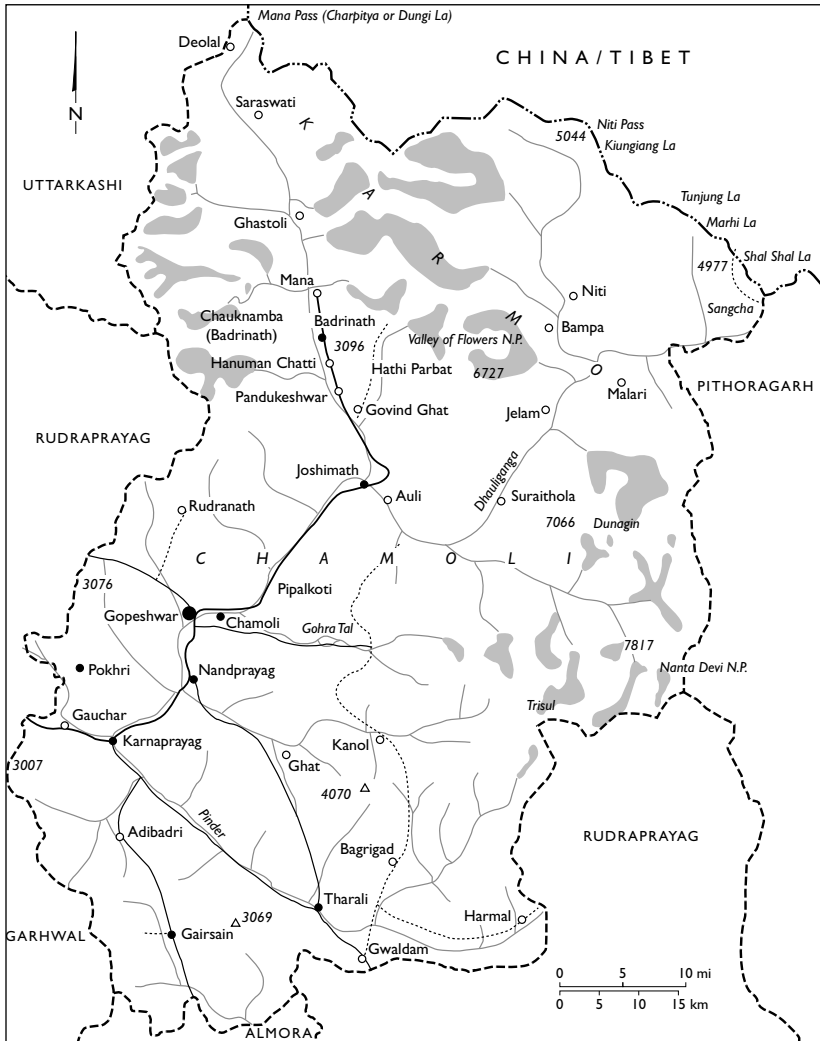 Mana Pass (Charpitya or Dungi La)
Deolal
CHINA/TIBET
N
Saraswati
K A R M O
5044
Niti Pass
Kiungiang La
UTTARKASHI
Tunjung La
Marhi La
Ghastoli
Shal Shal La
4977
Mana
Niti
Sangcha
Chauknamba
(Badrinath)
Badrinath
3096
Valley of Flowers N.P.
Bampa
Hanuman Chatti
Hathi Parbat
6727
Malari
PITHORAGARH
Pandukeshwar
Govind Ghat
Jelam
RUDRAPRAYAG
Joshimath
Dhauliganga
Auli
Suraithola
Rudranath
7066
Dunagin
CHAMOLI
3076
Pipalkoti
Gopeshwar
Chamoli
Gohra Tal
7817
Pokhri
Nandprayag
Nanta Devi N.P.
Trisul
Gauchar
Karnaprayag
Kanol
Ghat
3007
4070
Pinder
Adibadri
Bagrigad
RUDRAPRAYAG
Tharali
Harmal
3069
GARHWAL
Gairsain
Gwaldam
0 5 10 mi
0 5 10 15 km
ALMORA